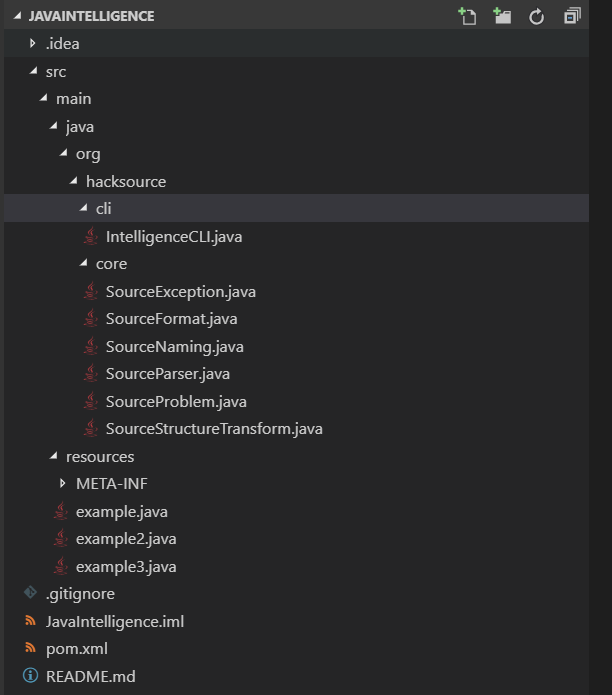 JAVAINTELLIGENCE
.idea
src
main
java
org
hacksource
cli
IntelligenceCLI.java
core
SourceException.java
SourceFormat.java
SourceNaming.java
SourceParser.java
SourceProblem.java
SourceStructureTransform.java
resources
META-INF
example.java
example2.java
example3.java
.gitignore
JavaIntelligence.iml
pom.xml
README.md